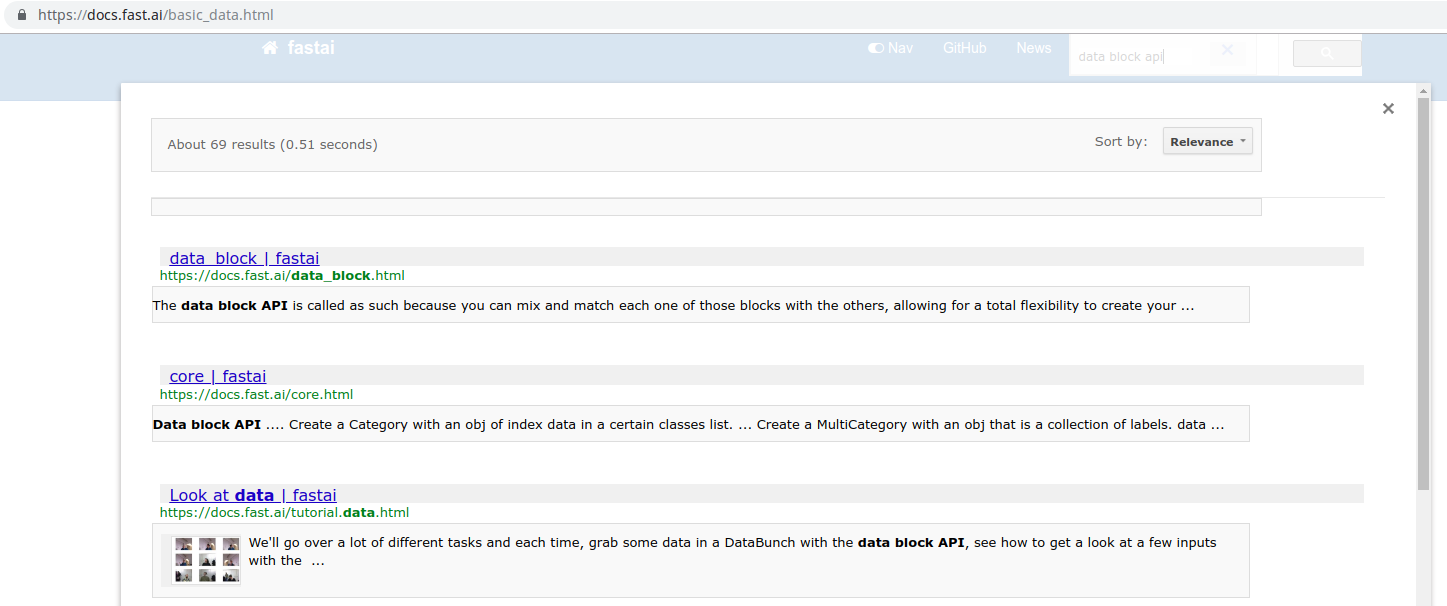 https://docs.fast.ai/basic_data.html
fastai
Nav GitHub News
data block api
About 69 results (0.51 seconds)
Sort by: Relevance
data_block | fastai
https://docs.fast.ai/data_block.html
The data block API is called as such because you can mix and match each one of those blocks with the others, allowing for a total flexibility to create your ...
core | fastai
https://docs.fast.ai/core.html
Data block API .... Create a Category with an obj of index data in a certain classes list. ... Create a MultiCategory with an obj that is a collection of labels. data ...
Look at data | fastai
https://docs.fast.ai/tutorial.data.html
We'll go over a lot of different tasks and each time, grab some data in a DataBunch with the data block API, see how to get a look at a few inputs
with the ...